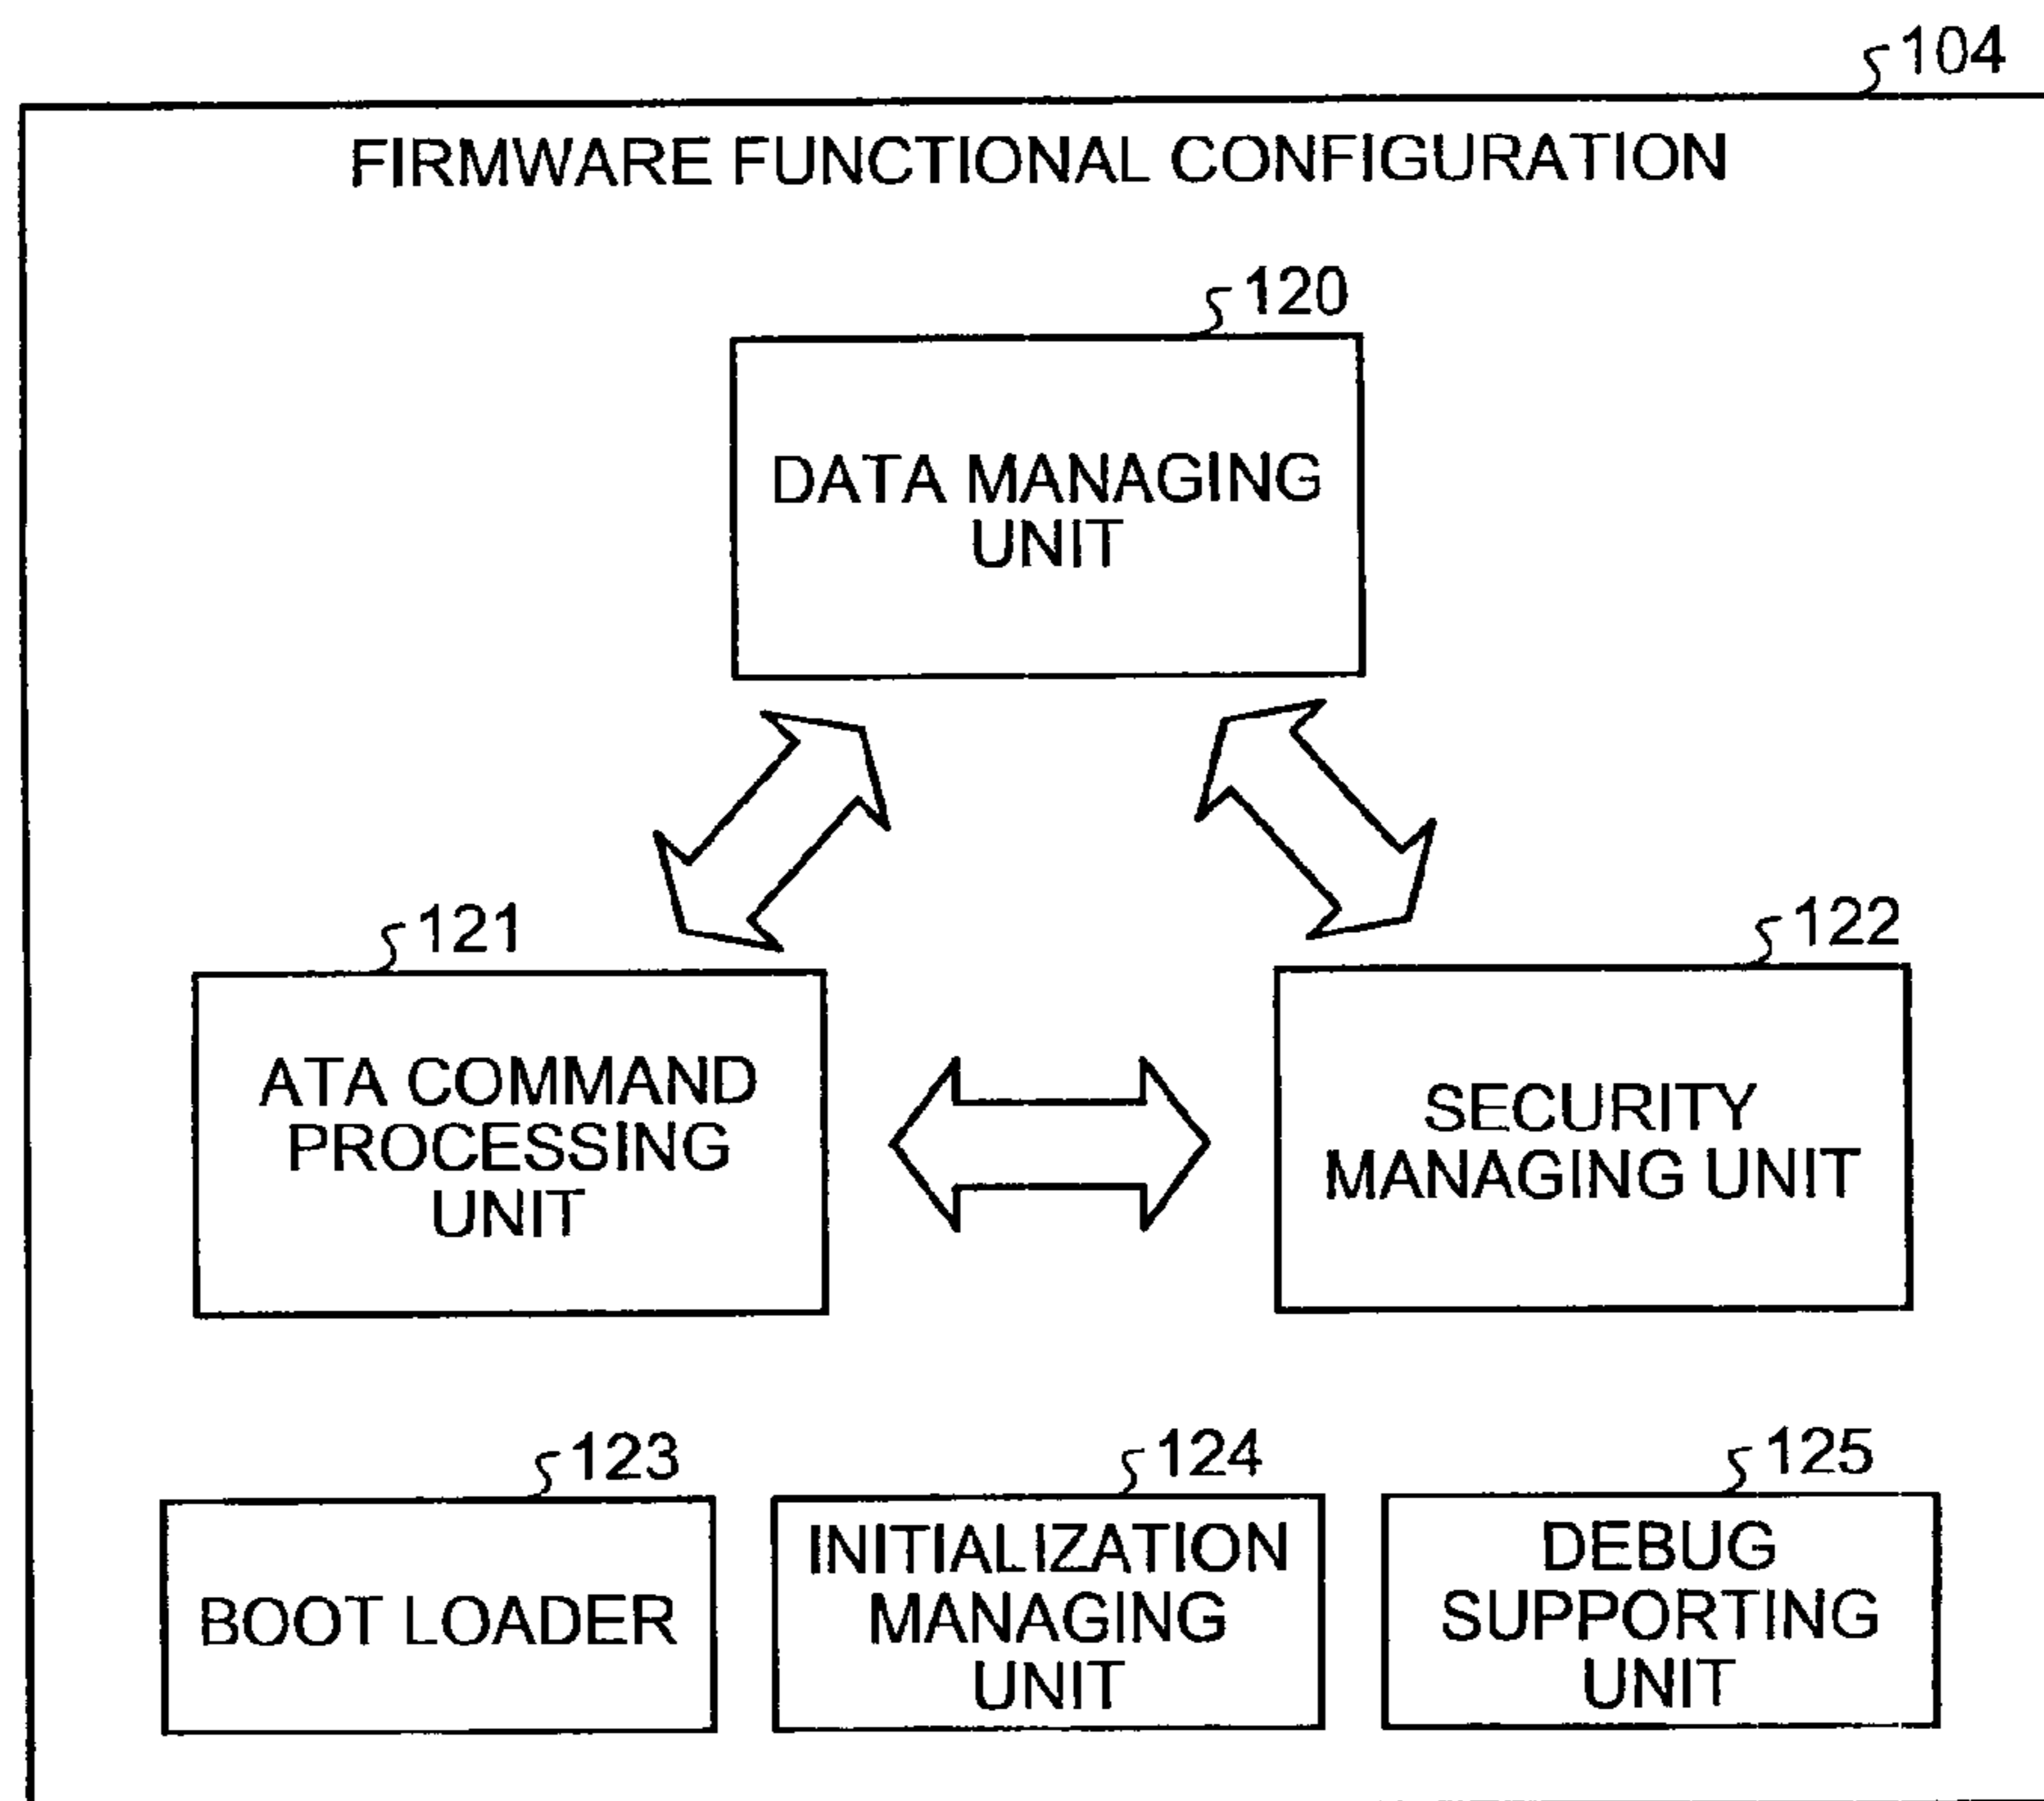 104
FIRMWARE FUNCTIONAL CONFIGURATION
120
DATA MANAGING
UNIT
121
ATA COMMAND
PROCESSING
UNIT
122
SECURITY
MANAGING UNIT
123
BOOT LOADER
124
INITIALIZATION
MANAGING
UNIT
125
DEBUG
SUPPORTING
UNIT